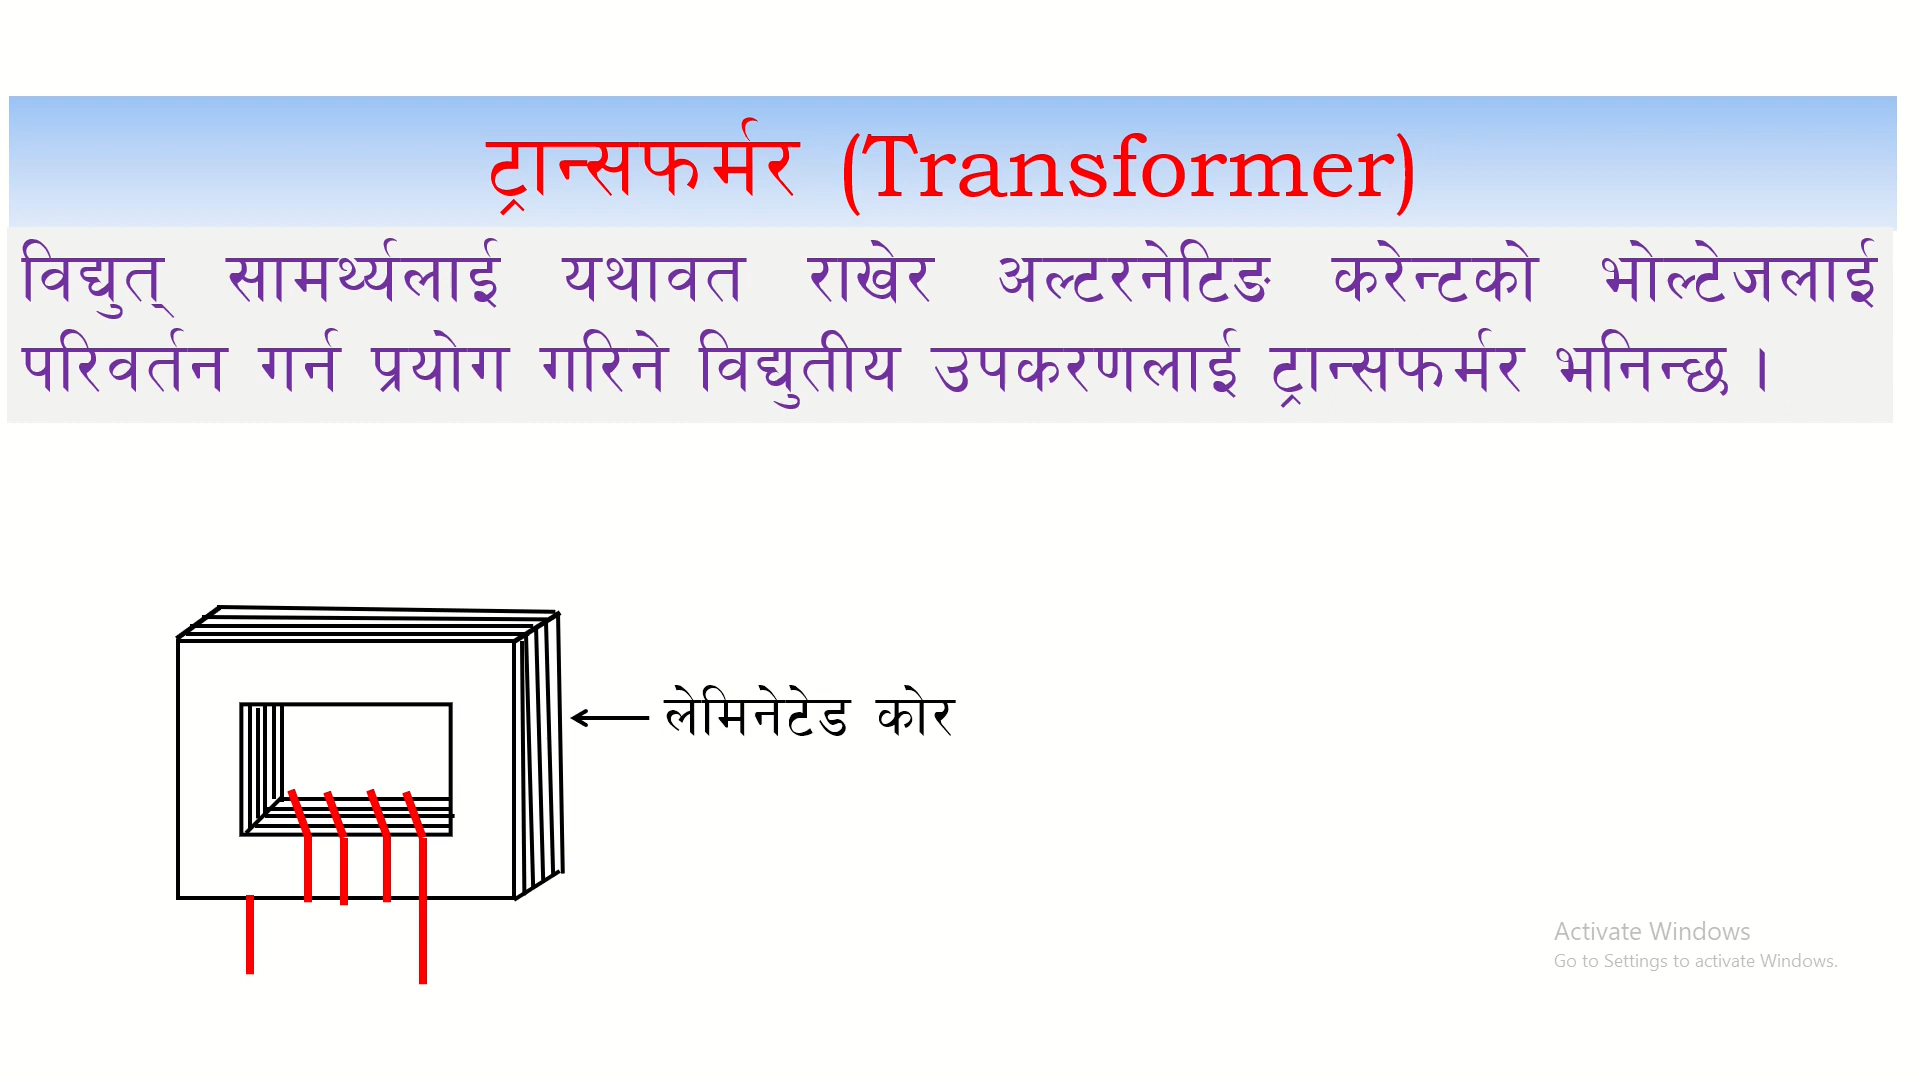 ट्रान्सफर्मर (Transformer)
विद्युत् सामर्थ्यलाई यथावत राखेर अल्टरनेटिङ करेन्टको भोल्टेजलाई
परिवर्तन गर्न प्रयोग गरिने विद्युतीय उपकरणलाई ट्रान्सफर्मर भनिन्छ ।
लेमिनेटेड कोर
Activate Windows
Go to Settings to activate Windows.